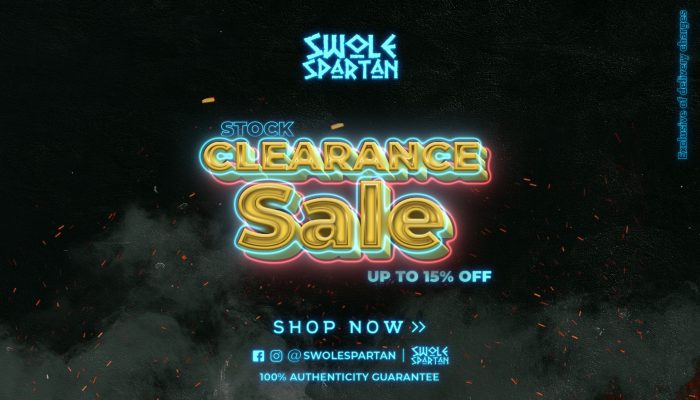 SWOLE
SPARTAN
Exclusive of delivery charges
STOCK
CLEARANCE
Sale
UP TO 15% OFF
SHOP NOW >>
@SWOLESPARTAN | SWOLE SPARTAN
100% AUTHENTICITY GUARANTEE